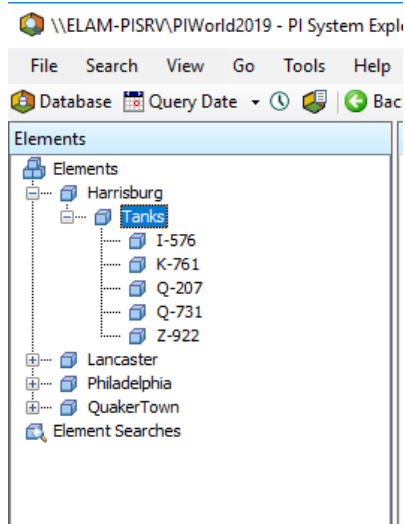 \\ELAM-PISRV\PIWorld2019 - PI System Expl
File Search View Go Tools Help
Database Query Date Bac
Elements
Elements
Harrisburg
Tanks
I-576
K-761
Q-207
Q-731
Z-922
Lancaster
Philadelphia
QuakerTown
Element Searches